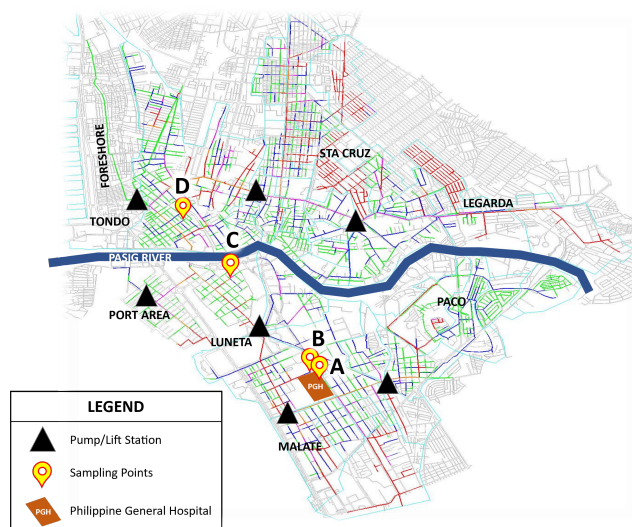 STA CRUZ
FORESHORE
D
LEGARDA
TONDO
C
PASIG RIVER
PACO
PORT AREA
LUNETA
B
A
PGH
MALATE
LEGEND
Pump/Lift Station
Sampling Points
PGH
Philippine General Hospital